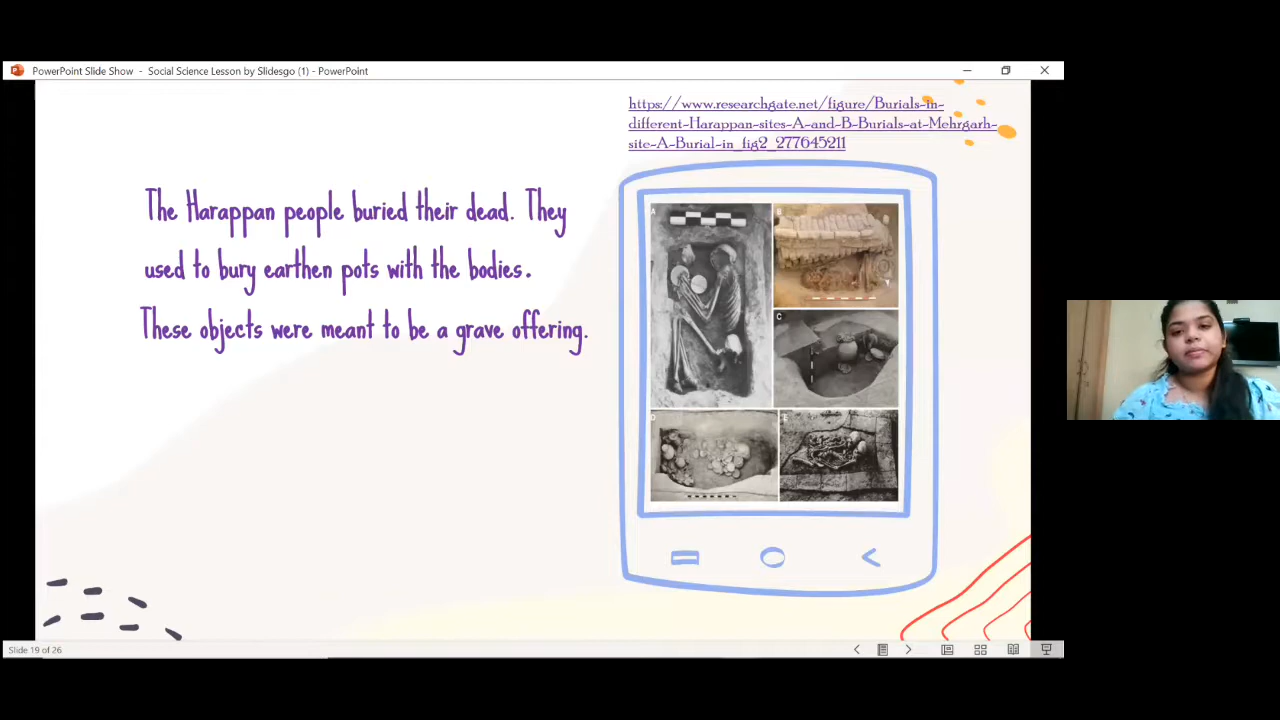 PowerPoint Slide Show - Social Science Lesson by Slidesgo (1) - PowerPoint
https://www.researchgate.net/figure/Burials-in-
different-Harappan-sites-A-and-B-Burials-at-Mehrgarh-
site-A-Burial-in_fig2_277645211
The Harappan people buried their dead. They
used to bury earthen pots with the bodies.
These objects were meant to be a grave offering.
A
B
C
D
E
Slide 19 of 26